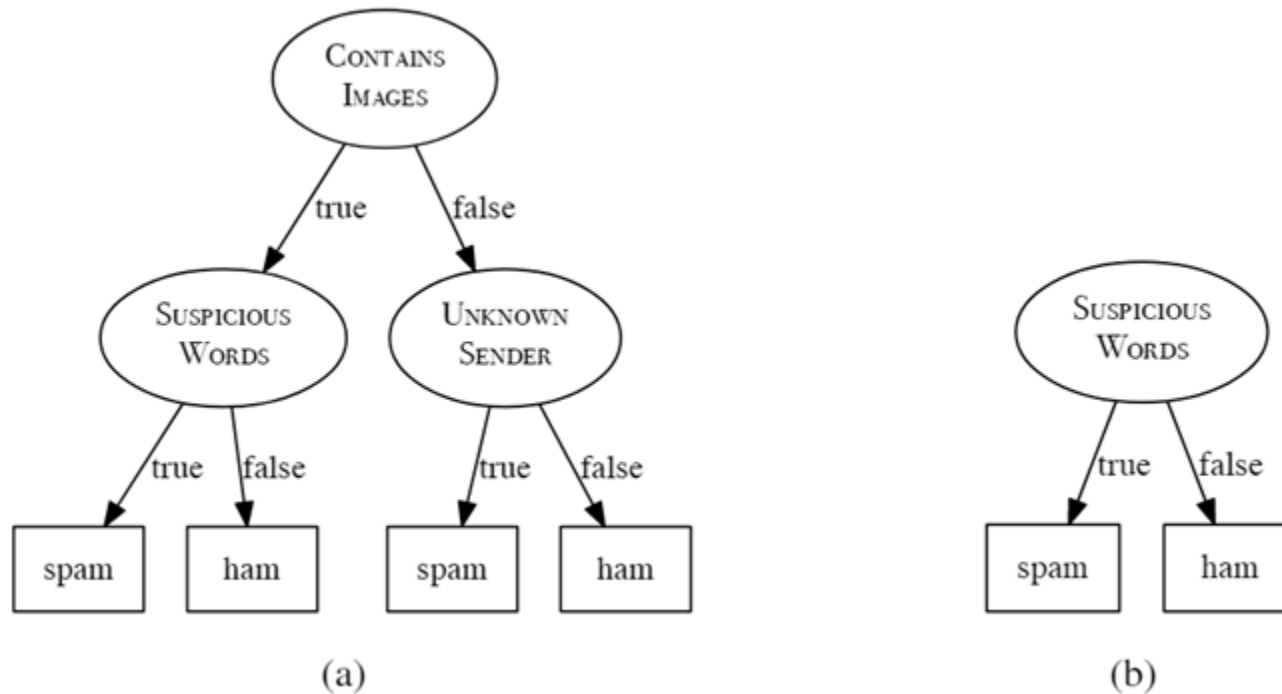 CONTAINS
IMAGES
true
false
SUSPICIOUS
WORDS
UNKNOWN
SENDER
SUSPICIOUS
WORDS
true
false
true
false
true
false
spam
ham
spam
ham
spam
ham
(a)
(b)